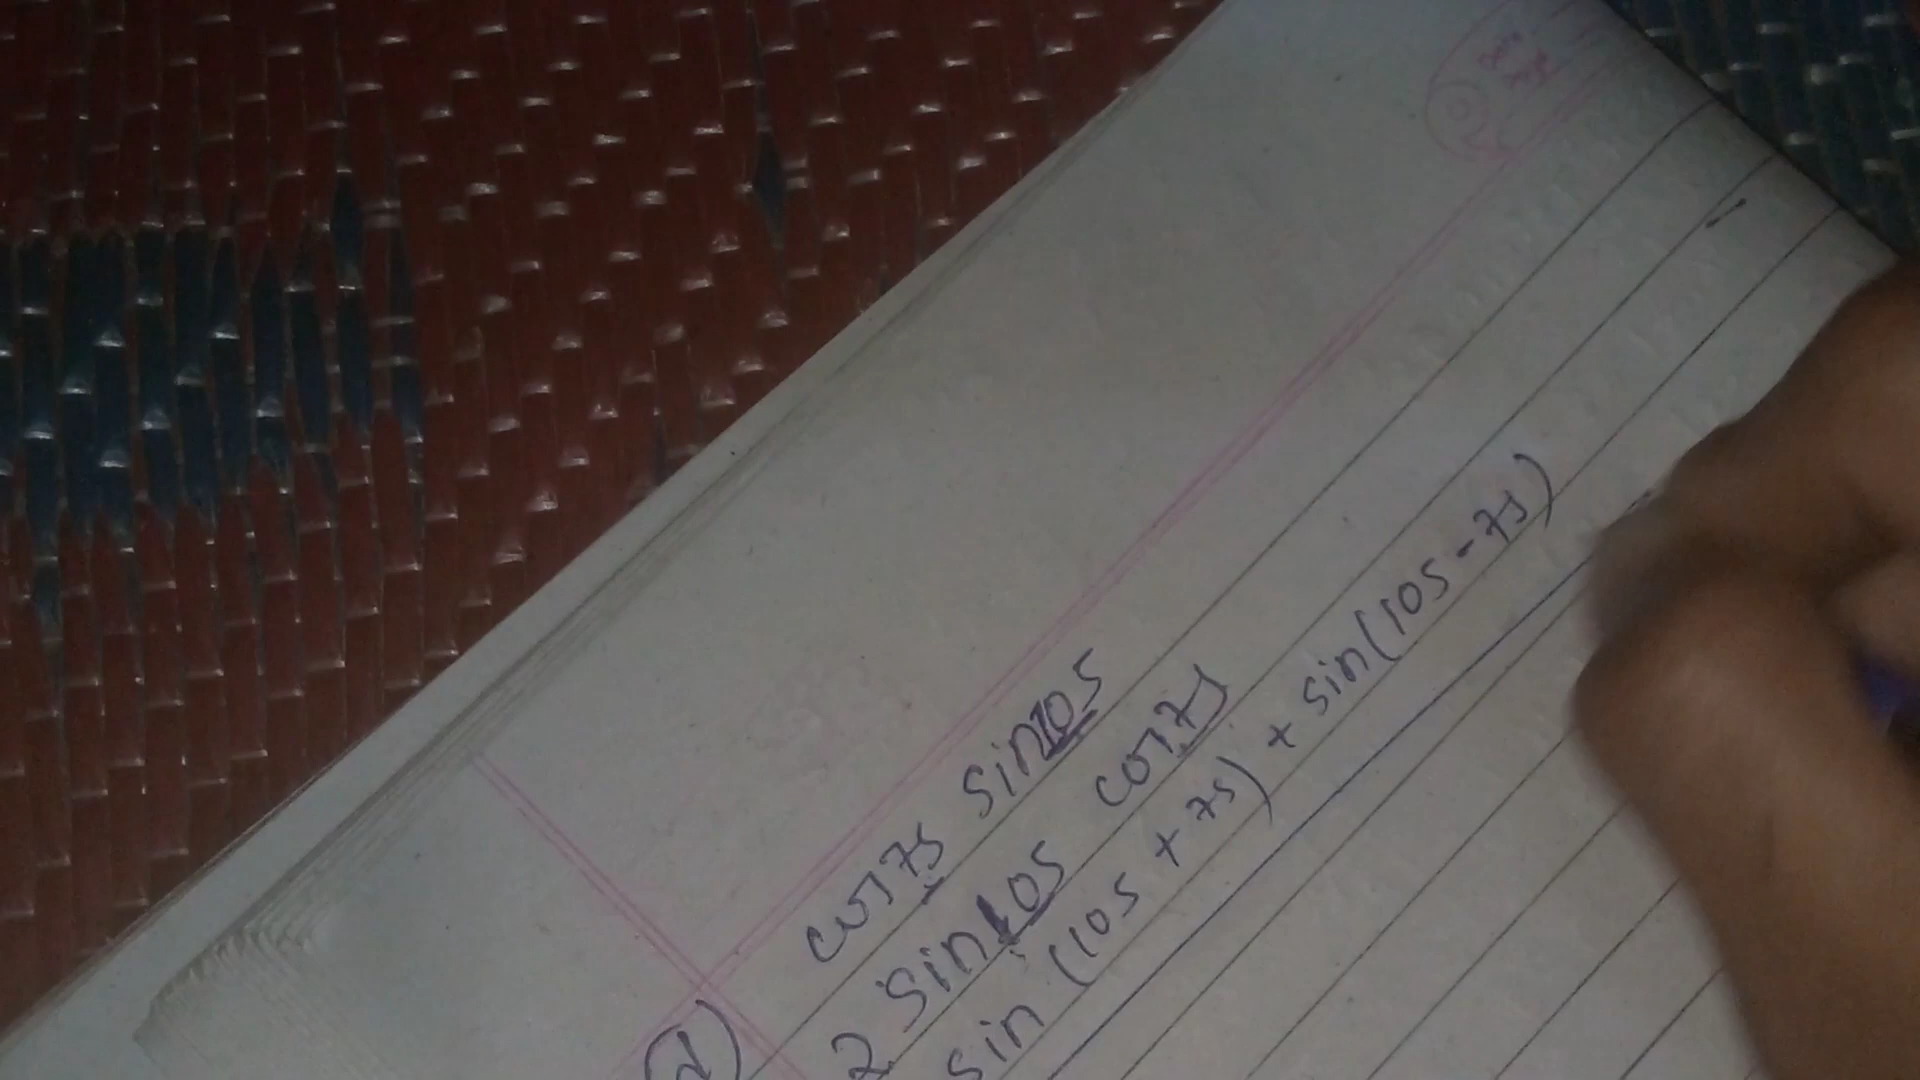 cos75 sin105
2 sin105 cos75
sin (105 + 75) + sin(105 - 75)